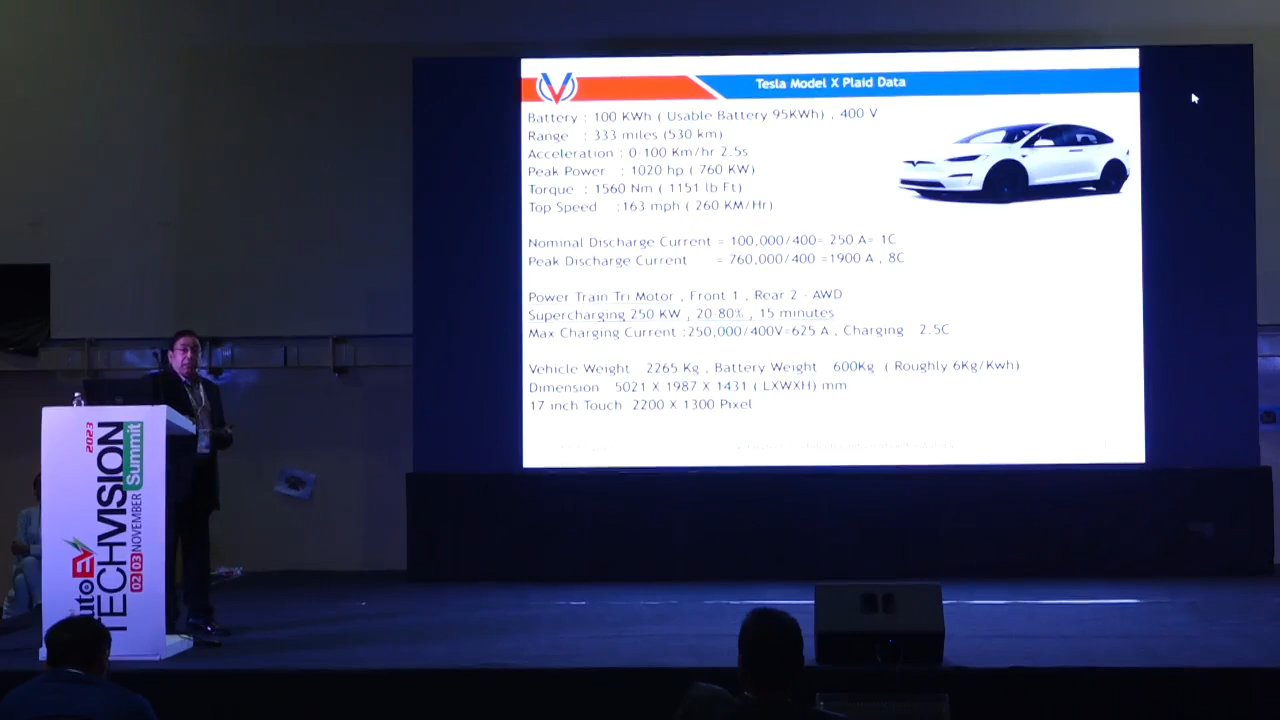 Tesla Model X Plaid Data
Battery : 100 KWh ( Usable Battery 95KWh) , 400 V
Range : 333 miles (530 km)
Acceleration : 0-100 Km/hr 2.5s
Peak Power : 1020 hp ( 760 KW)
Torque : 1560 Nm ( 1151 lb Ft)
Top Speed :163 mph ( 260 KM/Hr)
Nominal Discharge Current = 100,000/400= 250 A= 1C
Peak Discharge Current = 760,000/400 =1900 A , 8C
Power Train Tri Motor , Front 1 , Rear 2 - AWD
Supercharging 250 KW , 20-80% , 15 minutes
Max Charging Current :250,000/400V=625 A , Charging 2.5C
Vehicle Weight 2265 Kg , Battery Weight 600Kg ( Roughly 6Kg/Kwh)
Dimension 5021 X 1987 X 1431 ( LXWXH) mm
17 inch Touch 2200 X 1300 Pixel
utoEV
TECHVISION
2023
Summit
02 03 NOVEMBER